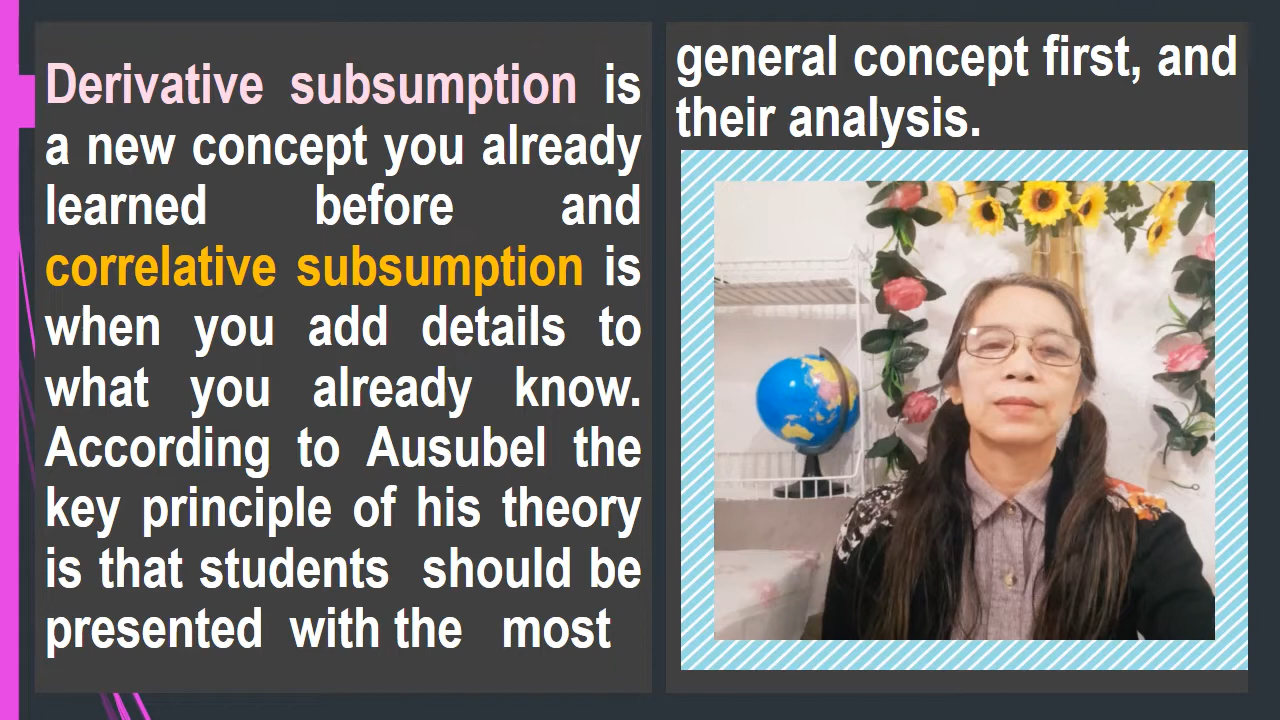 Derivative subsumption is
a new concept you already
learned before and
correlative subsumption is
when you add details to
what you already know.
According to Ausubel the
key principle of his theory
is that students should be
presented with the most
general concept first, and
their analysis.